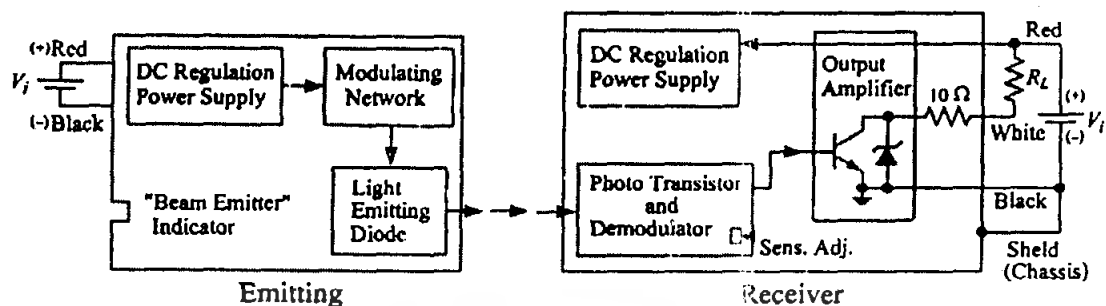 (+)Red
V_i
(−)Black
DC Regulation
Power Supply
Modulating
Network
"Beam Emitter"
Indicator
Light
Emitting
Diode
Emitting
DC Regulation
Power Supply
Output
Amplifier
10 Ω
Red
R_L
(+)
V_i
(−)
White
Photo Transistor
and
Demodulator
Sens. Adj.
Black
Sheld
(Chassis)
Receiver